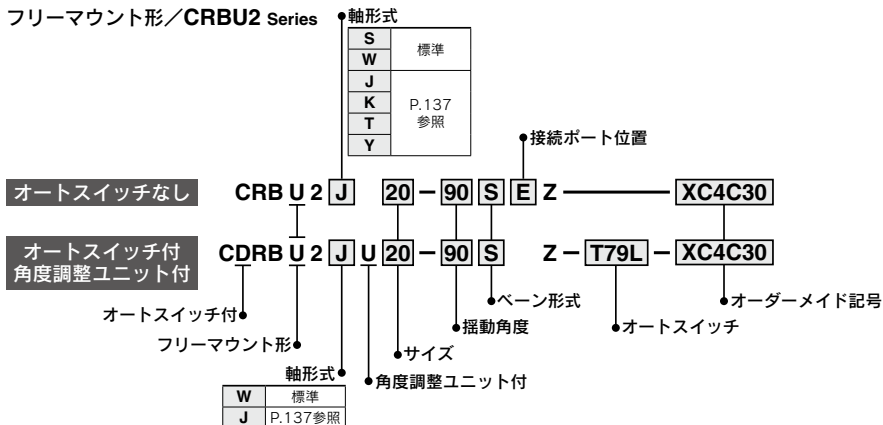 フリーマウント形／CRBU2 Series
軸形式
S
W
標準
J
K
T
Y
P.137
参照
接続ポート位置
オートスイッチなし
CRB U 2 J 20 − 90 S E Z − XC4C30
オートスイッチ付
角度調整ユニット付
CDRB U 2 J U 20 − 90 S Z − T79L − XC4C30
オートスイッチ付
フリーマウント形
軸形式
W 標準
J P.137参照
角度調整ユニット付
サイズ
揺動角度
ベーン形式
オートスイッチ
オーダーメイド記号